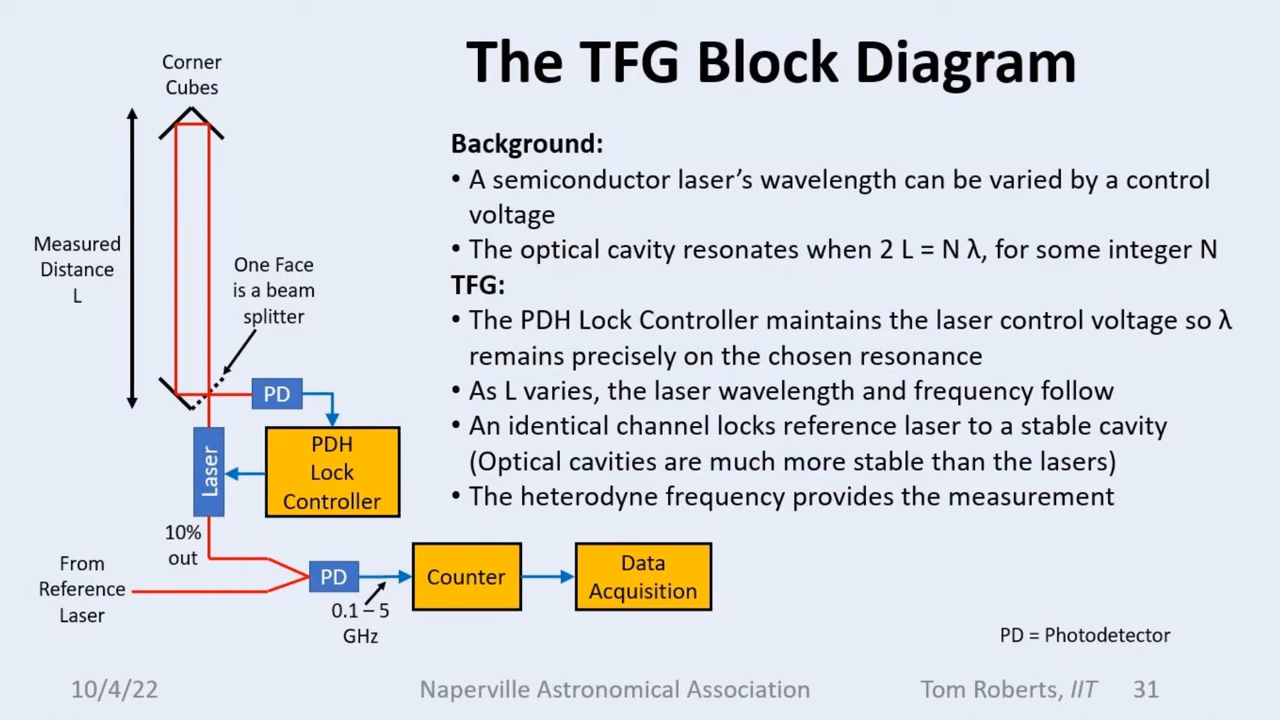 The TFG Block Diagram
Corner
Cubes
Measured
Distance
L
One Face
is a beam
splitter
PD
PDH
Lock
Controller
Laser
10%
out
From
Reference
Laser
PD
0.1 – 5
GHz
Counter
Data
Acquisition
Background:
• A semiconductor laser’s wavelength can be varied by a control
voltage
• The optical cavity resonates when 2 L = N λ, for some integer N
TFG:
• The PDH Lock Controller maintains the laser control voltage so λ
remains precisely on the chosen resonance
• As L varies, the laser wavelength and frequency follow
• An identical channel locks reference laser to a stable cavity
(Optical cavities are much more stable than the lasers)
• The heterodyne frequency provides the measurement
PD = Photodetector
10/4/22
Naperville Astronomical Association
Tom Roberts, IIT
31